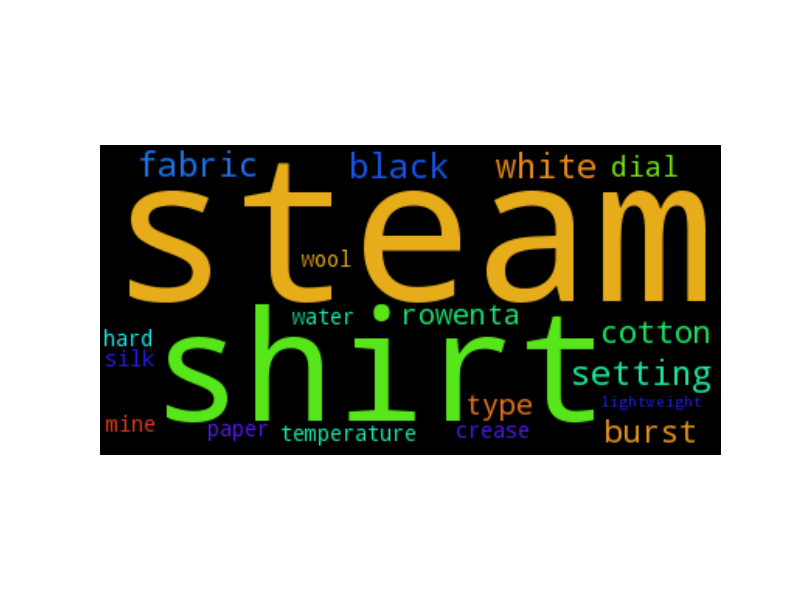 fabric black white dial
steam
wool
water rowenta
shirt
hard cotton
silk
setting
lightweight
type
mine paper temperature crease burst